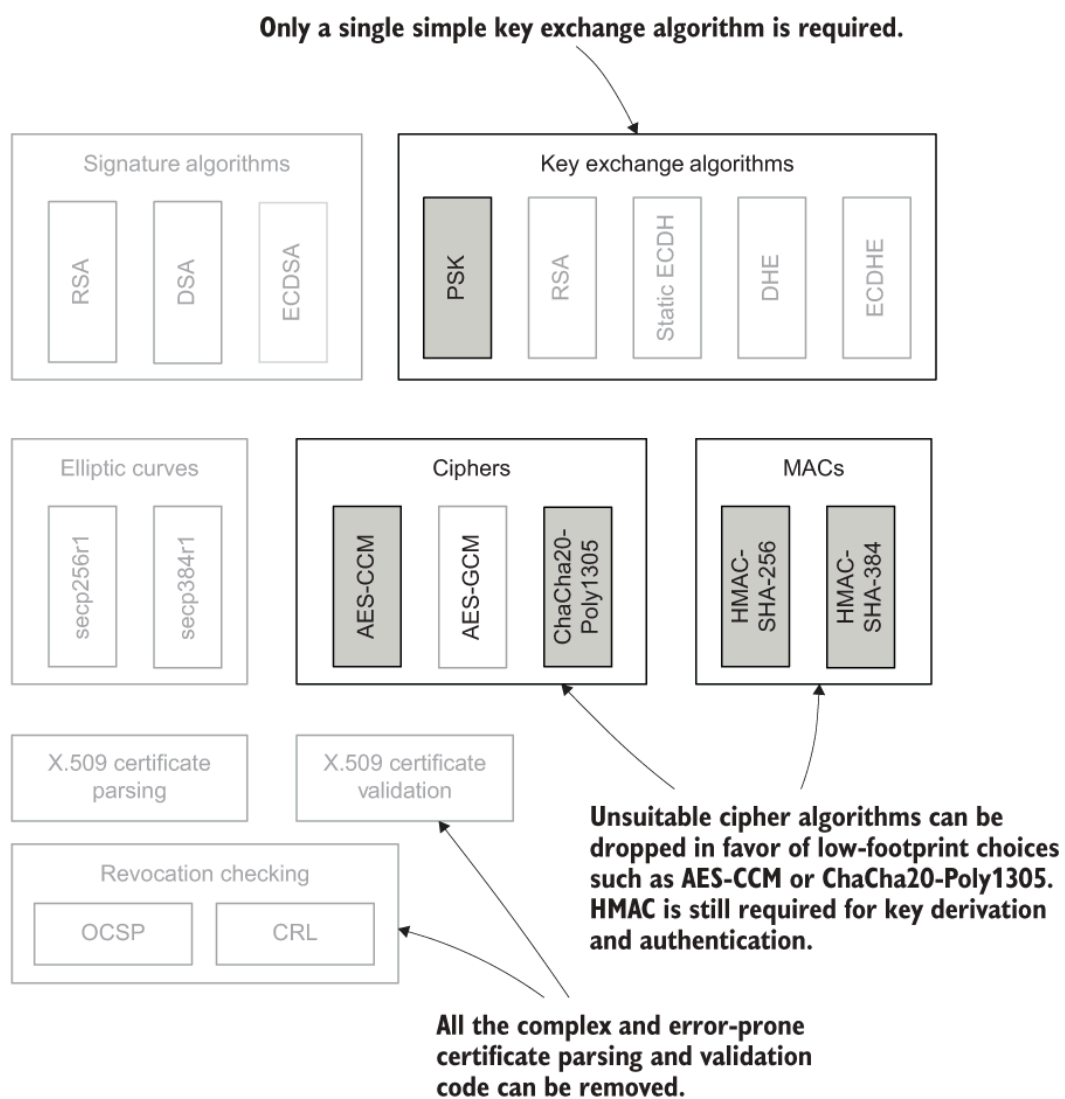 Only a single simple key exchange algorithm is required.
Signature algorithms
RSA
DSA
ECDSA
Key exchange algorithms
PSK
RSA
Static ECDH
DHE
ECDHE
Elliptic curves
secp256r1
secp384r1
Ciphers
AES-CCM
AES-GCM
ChaCha20-
Poly1305
MACs
HMAC-
SHA-256
HMAC-
SHA-384
X.509 certificate
parsing
X.509 certificate
validation
Revocation checking
OCSP
CRL
Unsuitable cipher algorithms can be
dropped in favor of low-footprint choices
such as AES-CCM or ChaCha20-Poly1305.
HMAC is still required for key derivation
and authentication.
All the complex and error-prone
certificate parsing and validation
code can be removed.